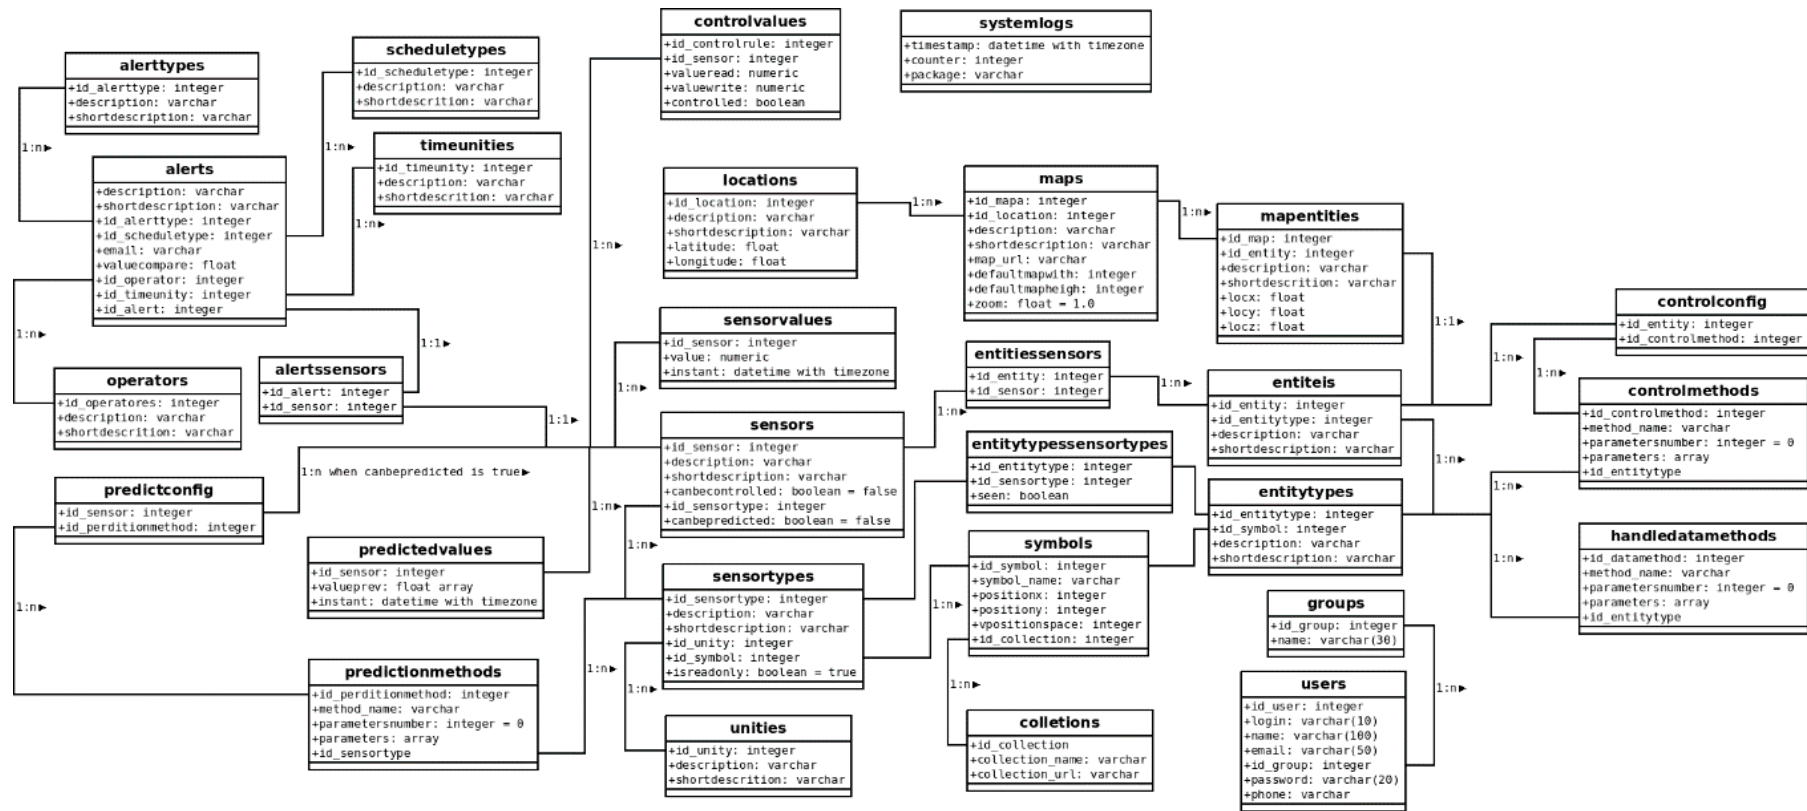 controlvalues
+id_controlrule: integer
+id_sensor: integer
+valueread: numeric
+valuewrite: numeric
+controlled: boolean
systemlogs
+timestamp: datetime with timezone
+counter: integer
+package: varchar
alerttypes
+id_alerttype: integer
+description: varchar
+shortdescription: varchar
scheduletypes
+id_scheduletype: integer
+description: varchar
+shortdescrition: varchar
1:n
1:n
timeunities
+id_timeunity: integer
+description: varchar
+shortdescrition: varchar
1:n
alerts
+description: varchar
+shortdescription: varchar
+id_alerttype: integer
+id_scheduletype: integer
+email: varchar
+valuecompare: float
+id_operator: integer
+id_timeunity: integer
+id_alert: integer
1:n
locations
+id_location: integer
+description: varchar
+shortdescription: varchar
+latitude: float
+longitude: float
1:n
maps
+id_mapa: integer
+id_location: integer
+description: varchar
+shortdescription: varchar
+map_url: varchar
+defaultmapwith: integer
+defaultmapheigh: integer
+zoom: float = 1.0
1:n
mapentities
+id_map: integer
+id_entity: integer
+description: varchar
+shortdescrition: varchar
+locx: float
+locy: float
+locz: float
1:1
controlconfig
+id_entity: integer
+id_controlmethod: integer
1:n
1:n
1:n
1:1
operators
+id_operatores: integer
+description: varchar
+shortdescrition: varchar
alertssensors
+id_alert: integer
+id_sensor: integer
1:1
sensorvalues
+id_sensor: integer
+value: numeric
+instant: datetime with timezone
1:n
entitiessensors
+id_entity: integer
+id_sensor: integer
1:n
1:n
entiteis
+id_entity: integer
+id_entitytype: integer
+description: varchar
+shortdescription: varchar
1:n
controlmethods
+id_controlmethod: integer
+method_name: varchar
+parametersnumber: integer = 0
+parameters: array
+id_entitytype
1:n
sensors
+id_sensor: integer
+description: varchar
+shortdescription: varchar
+canbecontrolled: boolean = false
+id_sensortype: integer
+canbepredicted: boolean = false
1:n
1:n
entitytypessensortypes
+id_entitytype: integer
+id_sensortype: integer
+seen: boolean
entitytypes
+id_entitytype: integer
+id_symbol: integer
+description: varchar
+shortdescription: varchar
1:n
handledatamethods
+id_datamethod: integer
+method_name: varchar
+parametersnumber: integer = 0
+parameters: array
+id_entitytype
1:n when canbepredicted is true
predictconfig
+id_sensor: integer
+id_perditionmethod: integer
1:n
predictedvalues
+id_sensor: integer
+valueprev: float array
+instant: datetime with timezone
sensortypes
+id_sensortype: integer
+description: varchar
+shortdescription: varchar
+id_unity: integer
+id_symbol: integer
+isreadonly: boolean = true
1:n
1:n
1:n
symbols
+id_symbol: integer
+symbol_name: varchar
+positionx: integer
+positiony: integer
+vpositionspace: integer
+id_collection: integer
1:n
groups
+id_group: integer
+name: varchar(30)
1:n
predictionmethods
+id_perditionmethod: integer
+method_name: varchar
+parametersnumber: integer = 0
+parameters: array
+id_sensortype
unities
+id_unity: integer
+description: varchar
+shortdescrition: varchar
colletions
+id_collection
+collection_name: varchar
+collection_url: varchar
users
+id_user: integer
+login: varchar(10)
+name: varchar(100)
+email: varchar(50)
+id_group: integer
+password: varchar(20)
+phone: varchar